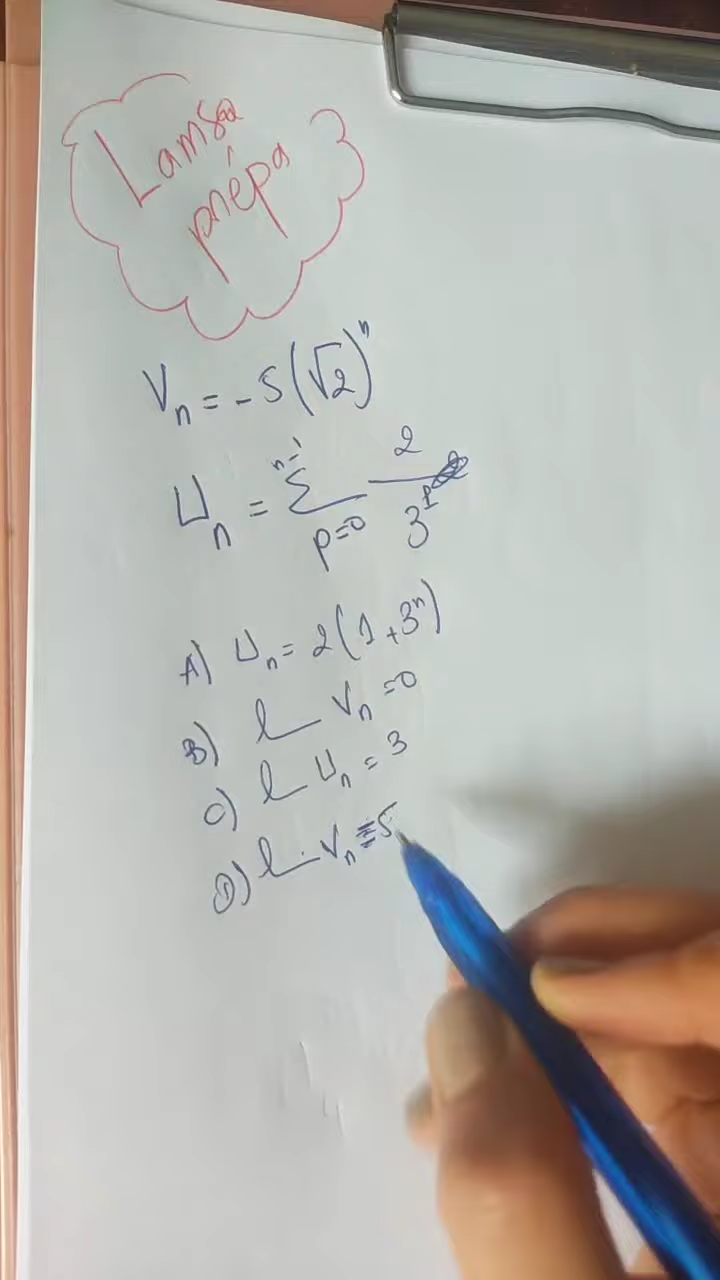 Lamsa
prépa
Vn = -5(√2)^n
Un = Σ_{p=0}^{n-1} 2/3^p
A) Un = 2(1+3^n)
B) l Vn = 0
C) l Un = 3
D) l Vn = 5